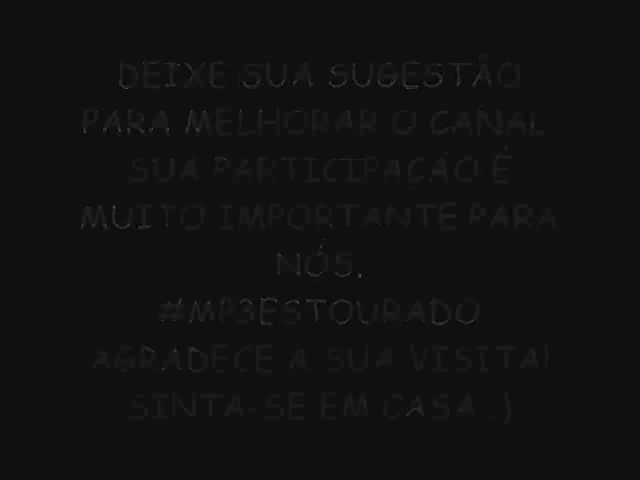 DEIXE SUA SUGESTÃO
PARA MELHORAR O CANAL
SUA PARTICIPAÇÃO É
MUITO IMPORTANTE PARA
NÓS.
#MP3ESTOURADO
AGRADECE A SUA VISITA!
SINTA-SE EM CASA :)